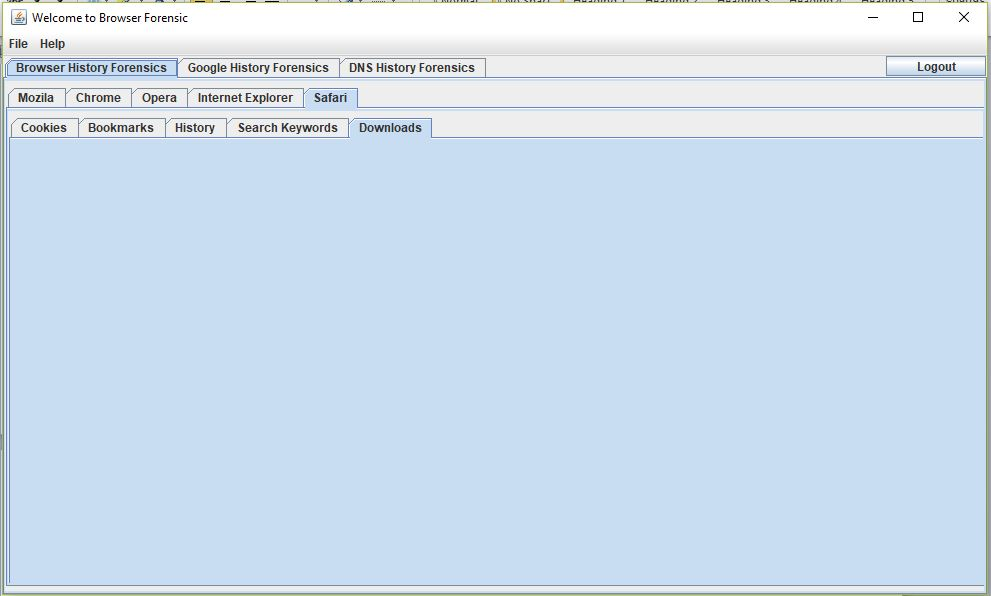 Welcome to Browser Forensic
File Help
Browser History Forensics Google History Forensics DNS History Forensics Logout
Mozila Chrome Opera Internet Explorer Safari
Cookies Bookmarks History Search Keywords Downloads